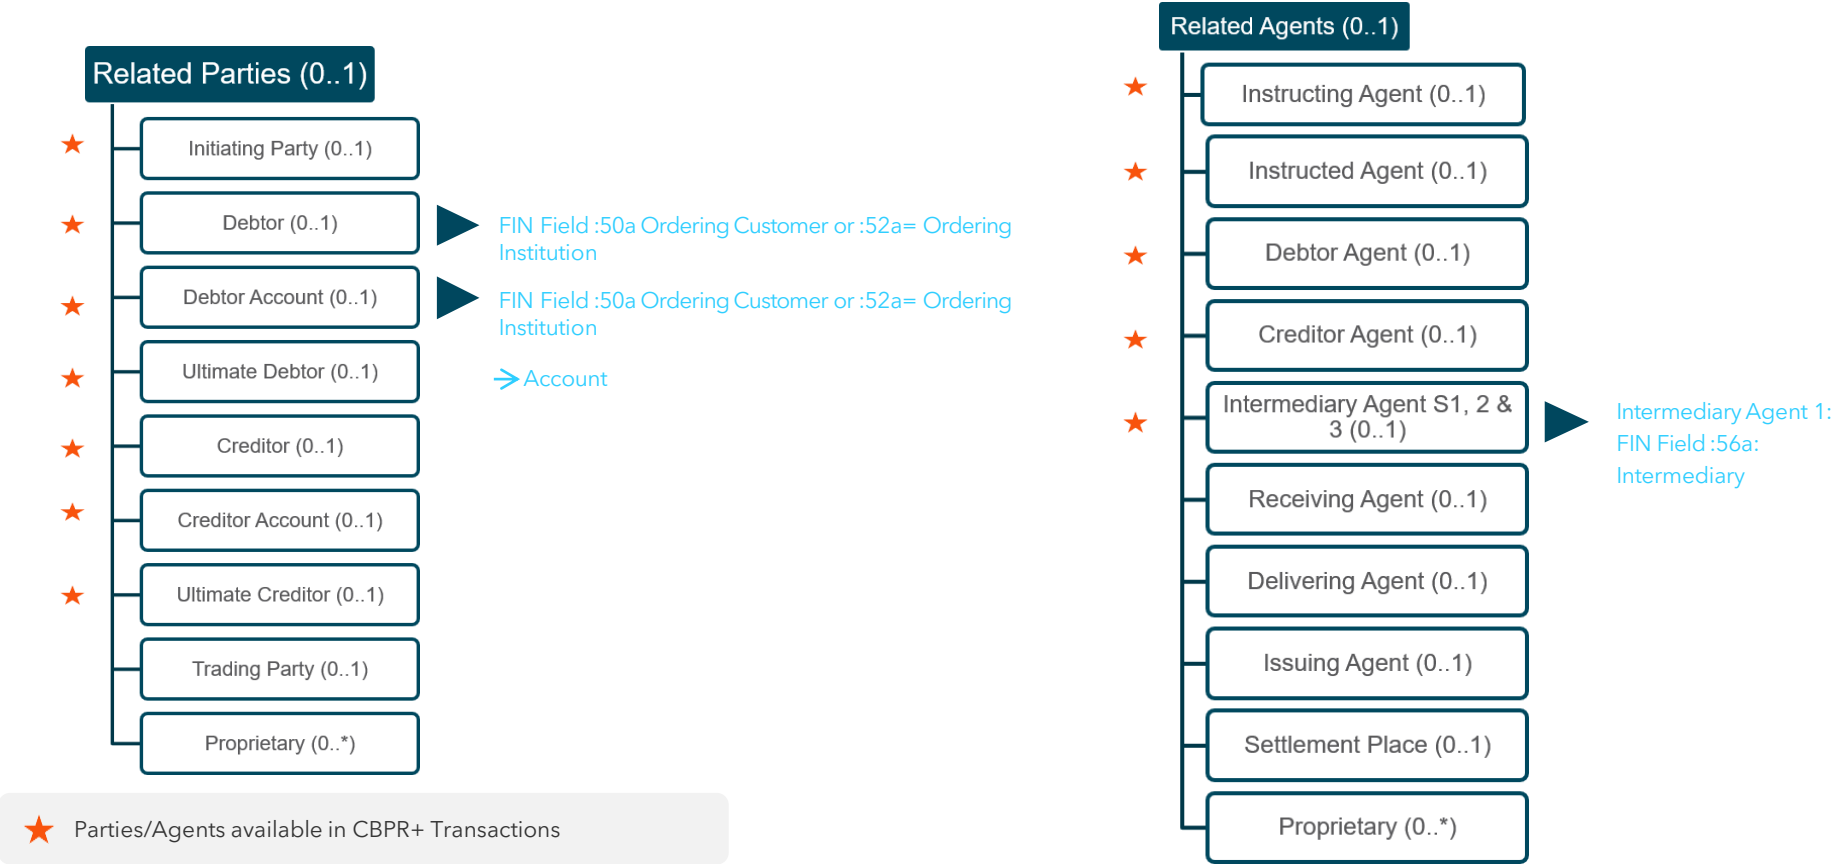 Related Parties (0..1)
Initiating Party (0..1)
Debtor (0..1)
FIN Field :50a Ordering Customer or :52a= Ordering
Institution
Debtor Account (0..1)
FIN Field :50a Ordering Customer or :52a= Ordering
Institution
Ultimate Debtor (0..1)
→ Account
Creditor (0..1)
Creditor Account (0..1)
Ultimate Creditor (0..1)
Trading Party (0..1)
Proprietary (0..*)
Parties/Agents available in CBPR+ Transactions
Related Agents (0..1)
Instructing Agent (0..1)
Instructed Agent (0..1)
Debtor Agent (0..1)
Creditor Agent (0..1)
Intermediary Agent S1, 2 &
3 (0..1)
Intermediary Agent 1:
FIN Field :56a:
Intermediary
Receiving Agent (0..1)
Delivering Agent (0..1)
Issuing Agent (0..1)
Settlement Place (0..1)
Proprietary (0..*)